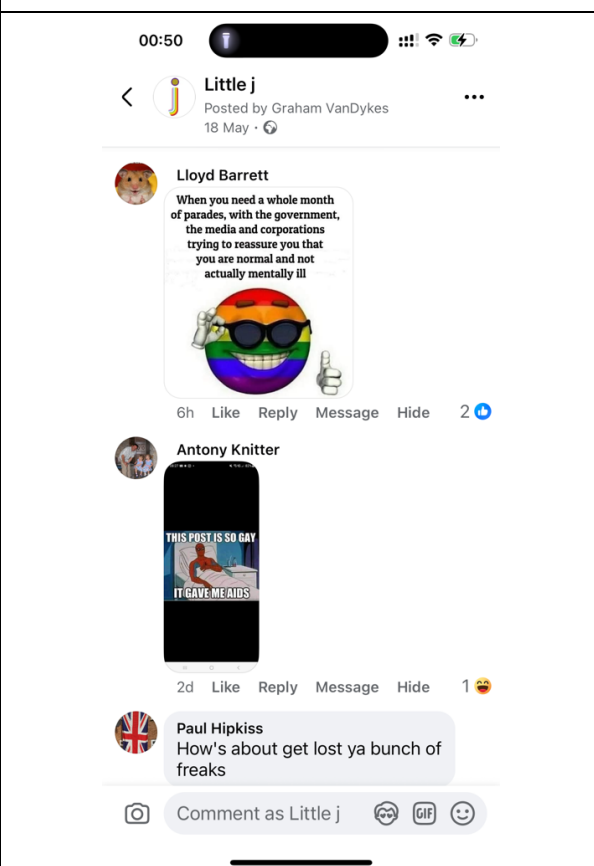 00:50
Little j
Posted by Graham VanDykes
18 May ·
Lloyd Barrett
When you need a whole month
of parades, with the government,
the media and corporations
trying to reassure you that
you are normal and not
actually mentally ill
6h Like Reply Message Hide 2
Antony Knitter
THIS POST IS SO GAY
IT GAVE ME AIDS
2d Like Reply Message Hide 1
Paul Hipkiss
How's about get lost ya bunch of
freaks
Comment as Little j GIF